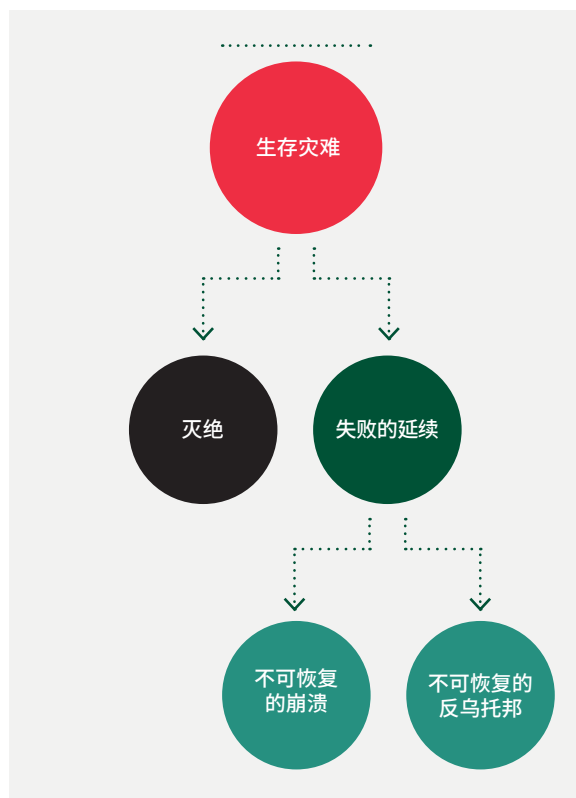 生存灾难
灭绝
失败的延续
不可恢复
的崩溃
不可恢复的
反乌托邦